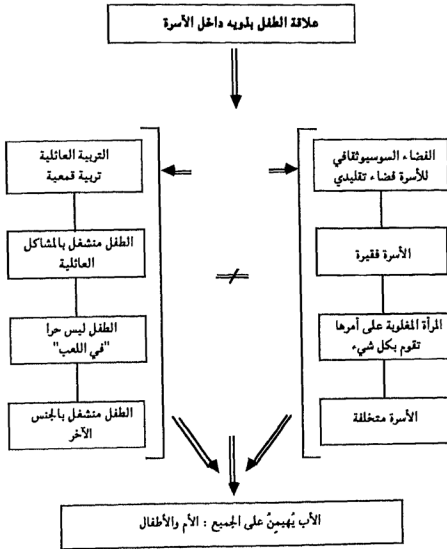 علاقة الطفل بذويه داخل الأسرة
الفضاء السوسيوثقافي
للأسرة فضاء تقليدي
الأسرة فقيرة
المرأة المغلوبة على أمرها
تقوم بكل شيء
الأسرة متخلفة
التربية العائلية
تربية قمعية
الطفل منشغل بالمشاكل
العائلية
الطفل ليس حرا
"في اللعب"
الطفل منشغل بالجنس
الآخر
الأب يُهيمنُ على الجميع : الأم والأطفال